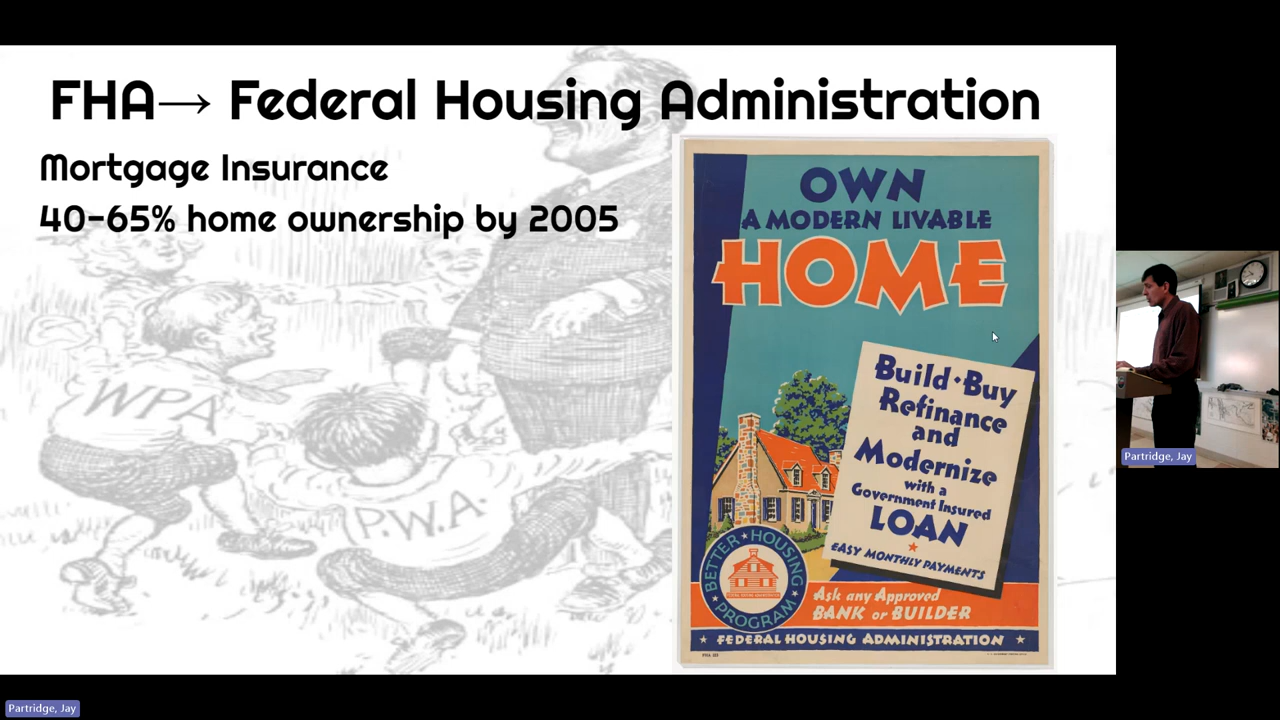 FHA→ Federal Housing Administration
Mortgage Insurance
40-65% home ownership by 2005
WPA
P.W.A
OWN
A MODERN LIVABLE
HOME
Build·Buy
Refinance
and
Modernize
with a
Government Insured
LOAN
EASY MONTHLY PAYMENTS
BETTER HOUSING PROGRAM
Ask any Approved
BANK or BUILDER
★ FEDERAL HOUSING ADMINISTRATION ★
Partridge, Jay
Partridge, Jay